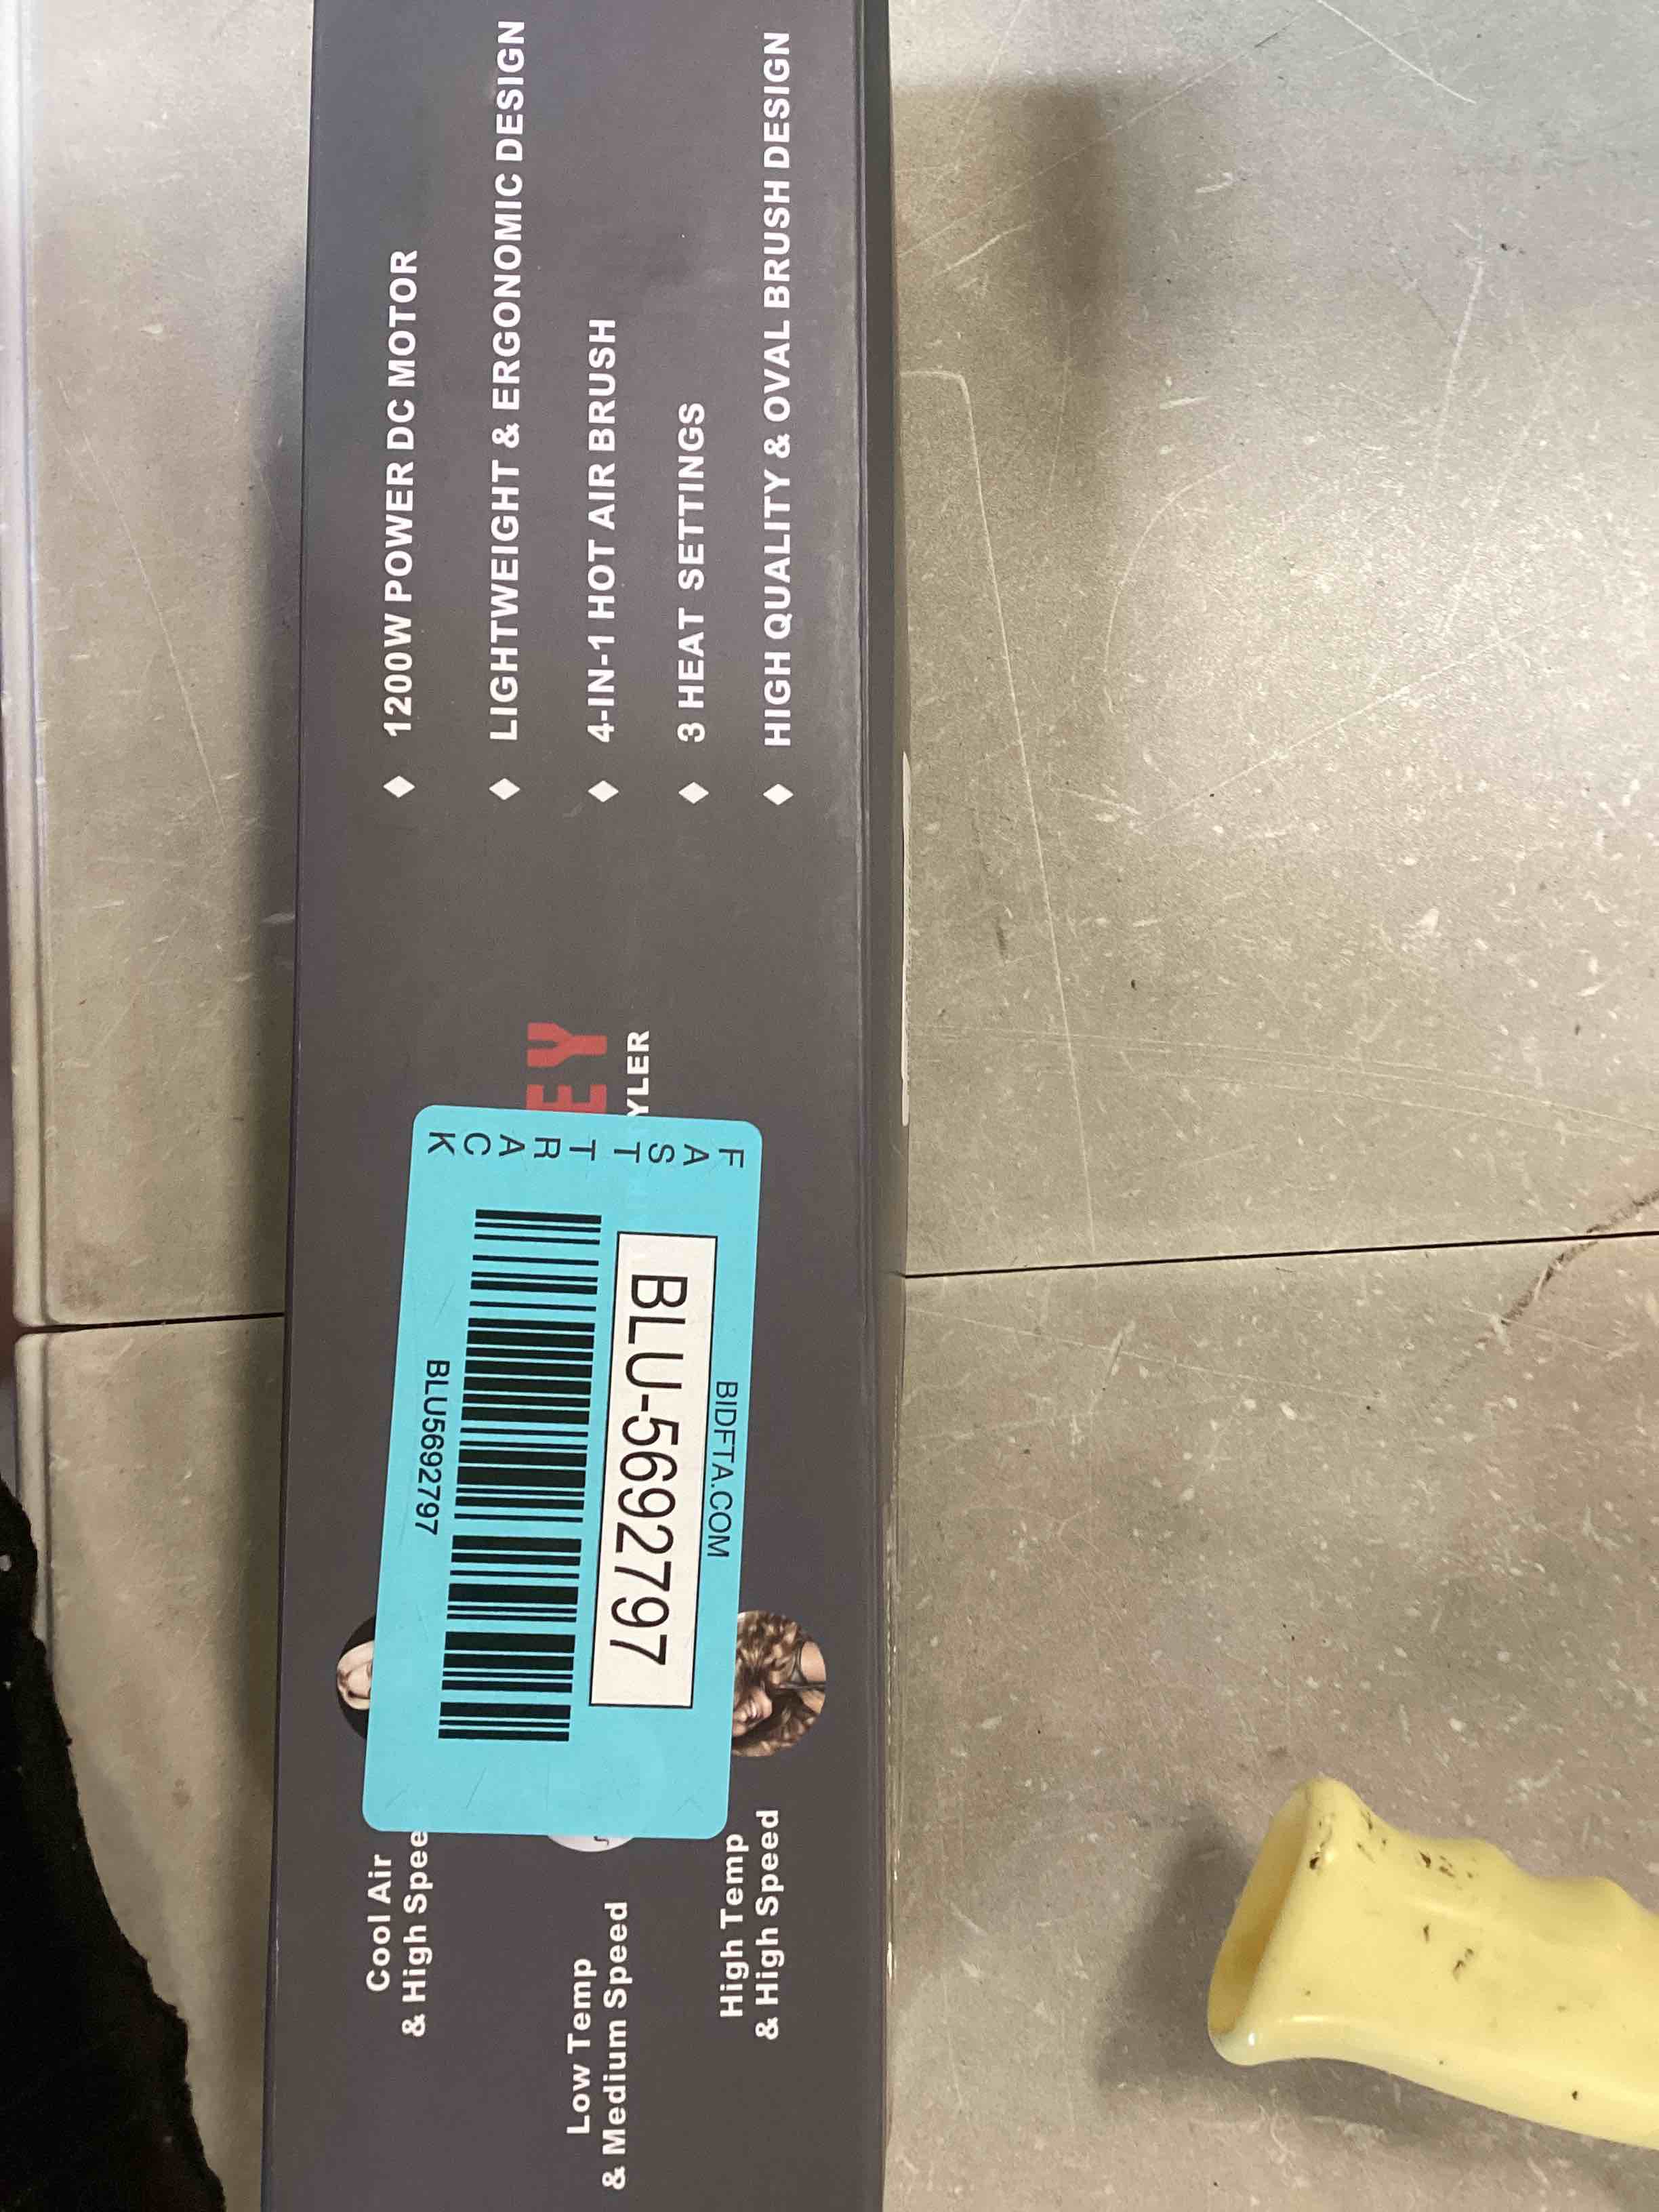 Cool Air
& High Spee
Low Temp
& Medium Speed
High Temp
& High Speed
EY
YLER
1200W POWER DC MOTOR
LIGHTWEIGHT & ERGONOMIC DESIGN
4-IN-1 HOT AIR BRUSH
3 HEAT SETTINGS
HIGH QUALITY & OVAL BRUSH DESIGN
FAST TRACK
BIDFTA.COM
BLU-5692797
BLU5692797